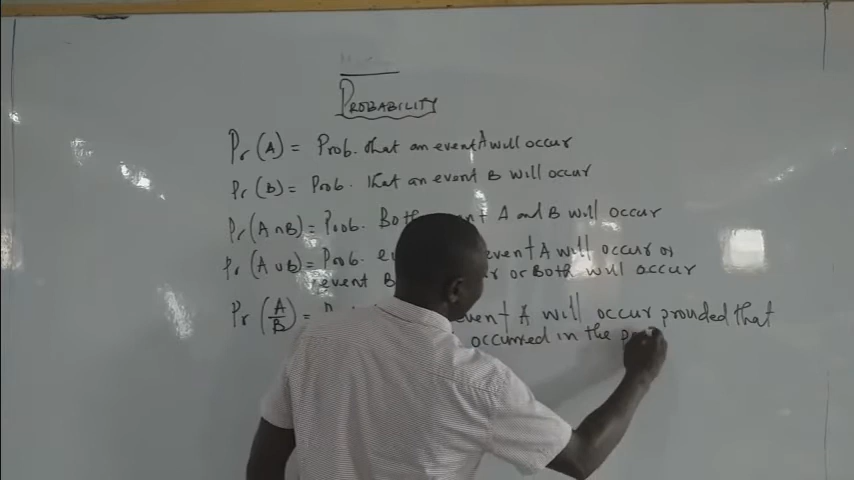 PROBABILITY
Pr (A) = Prob. that an event A will occur
Pr (B) = Prob. that an event B will occur
Pr (A ∩ B) = Prob. Both A and B will occur
Pr (A ∪ B) = Prob. event A will occur or
event B or Both will occur
Pr (A/B) = event A will occur provided that
occurred in the